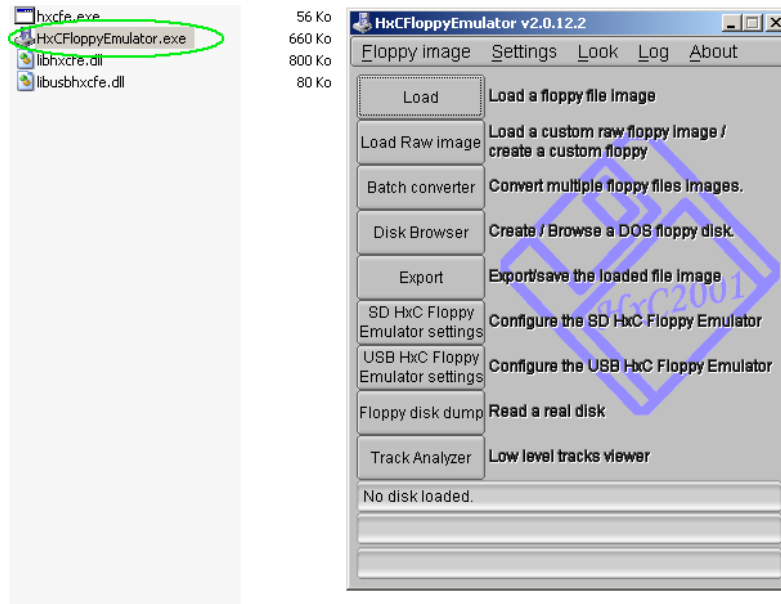 hxcfe.exe 56 Ko
HxCFloppyEmulator.exe 660 Ko
libhxcfe.dll 800 Ko
libusbhxcfe.dll 80 Ko
HxCFloppyEmulator v2.0.12.2
Floppy image Settings Look Log About
Load Load a floppy file image
Load Raw image Load a custom raw floppy image /
create a custom floppy
Batch converter Convert multiple floppy files images.
Disk Browser Create / Browse a DOS floppy disk.
Export Export/save the loaded file image
SD HxC Floppy
Emulator settings Configure the SD HxC Floppy Emulator
USB HxC Floppy
Emulator settings Configure the USB HxC Floppy Emulator
Floppy disk dump Read a real disk
Track Analyzer Low level tracks viewer
HxC2001
No disk loaded.